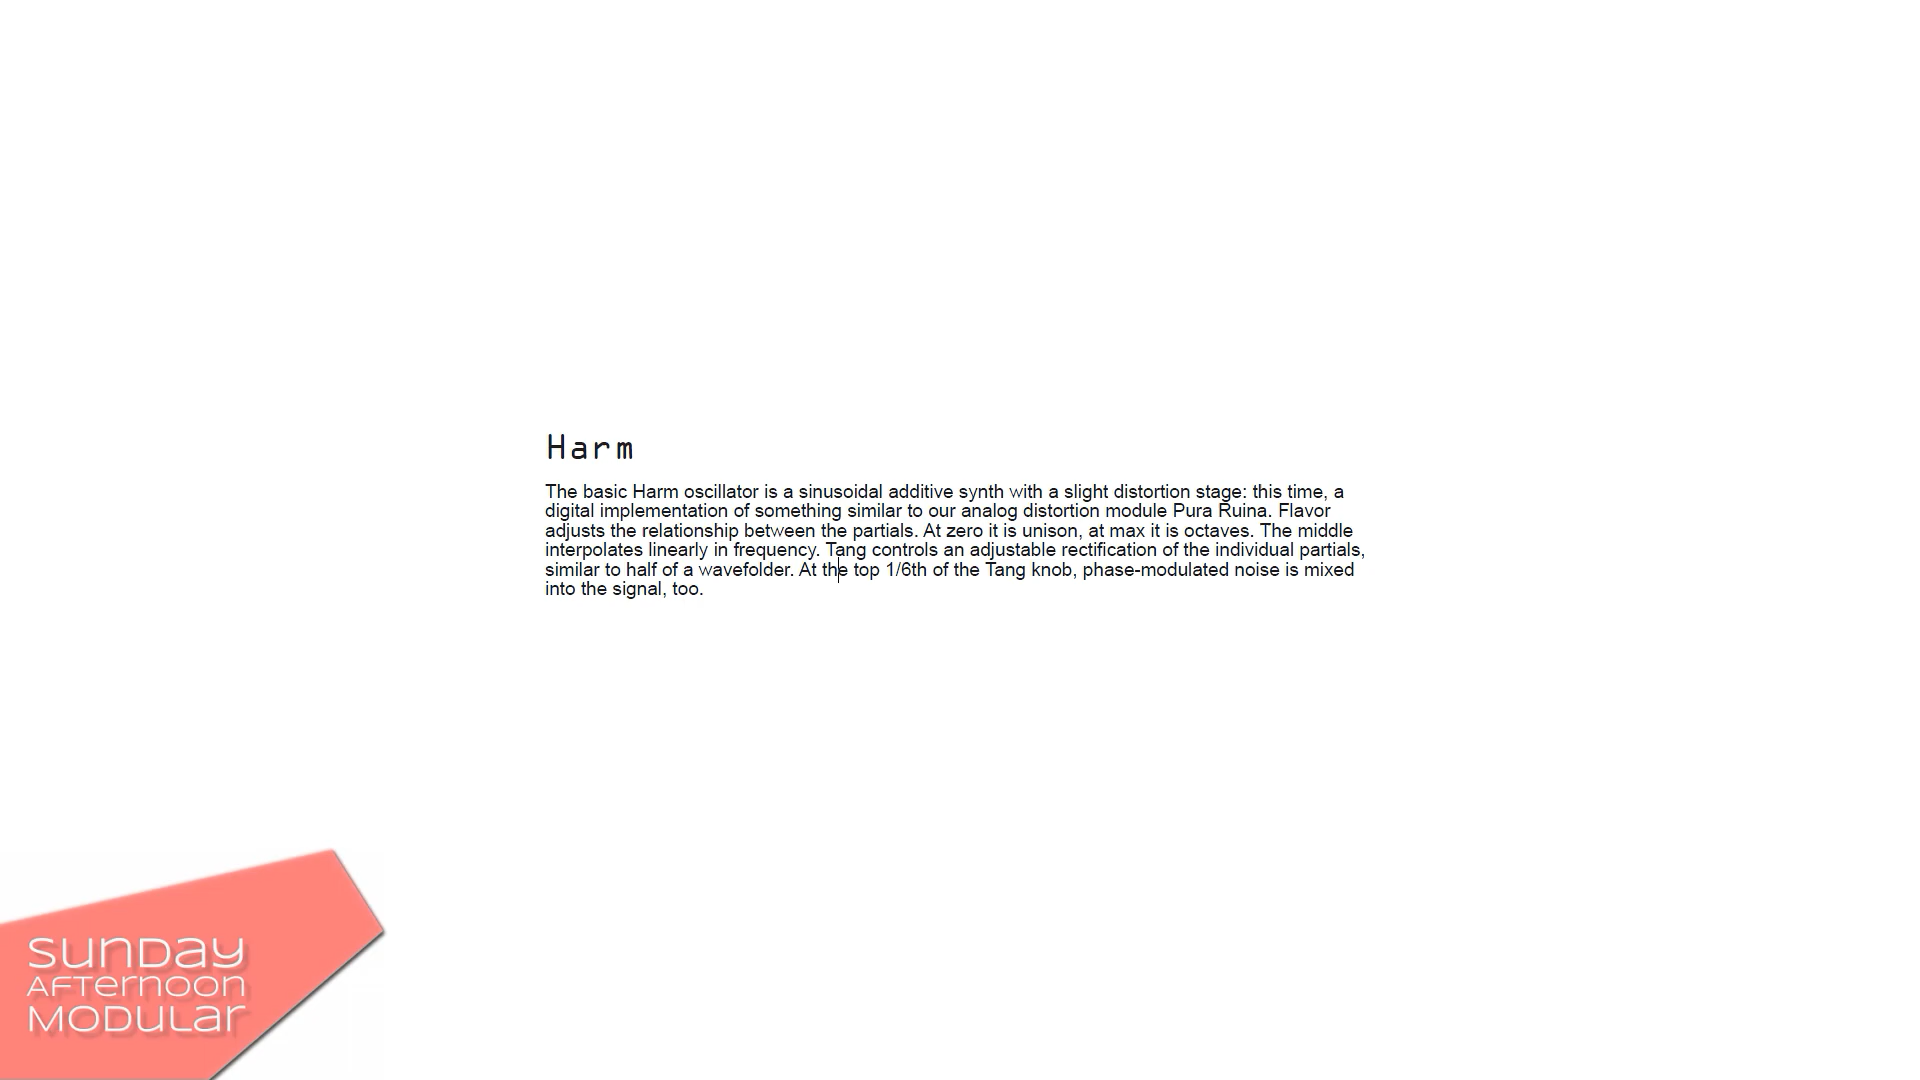 Harm
The basic Harm oscillator is a sinusoidal additive synth with a slight distortion stage: this time, a
digital implementation of something similar to our analog distortion module Pura Ruina. Flavor
adjusts the relationship between the partials. At zero it is unison, at max it is octaves. The middle
interpolates linearly in frequency. Tang controls an adjustable rectification of the individual partials,
similar to half of a wavefolder. At the top 1/6th of the Tang knob, phase-modulated noise is mixed
into the signal, too.
Sunday
Afternoon
Modular